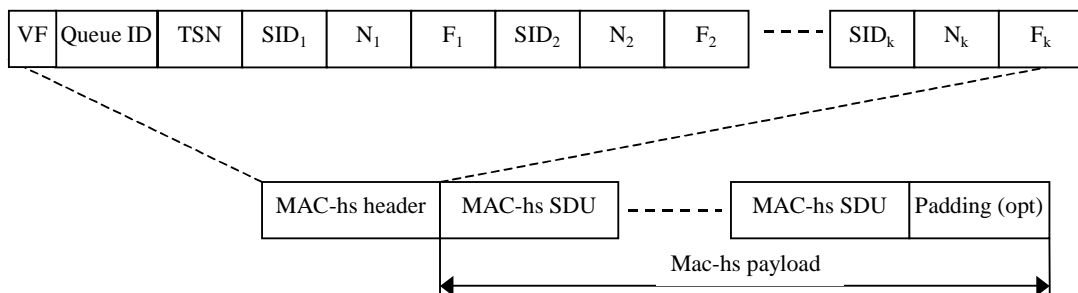 VF Queue ID TSN SID₁ N₁ F₁ SID₂ N₂ F₂ SIDₖ Nₖ Fₖ
MAC-hs header MAC-hs SDU MAC-hs SDU Padding (opt)
Mac-hs payload